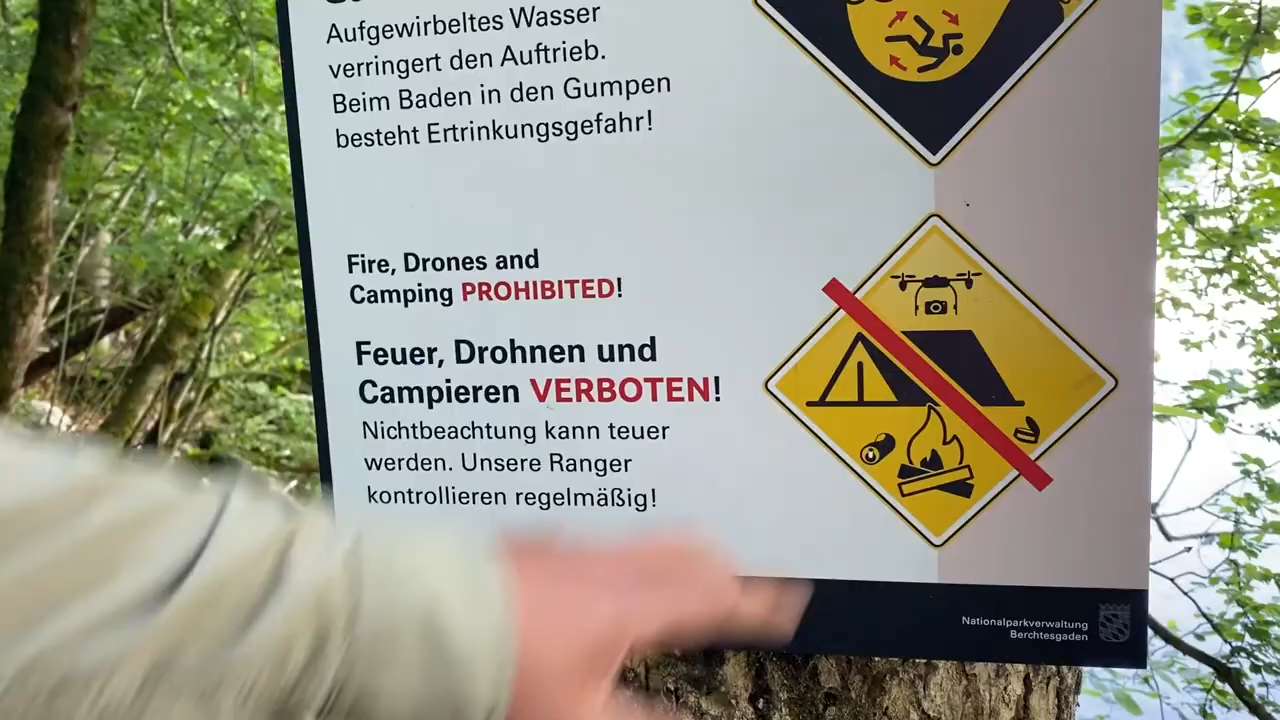 Aufgewirbeltes Wasser
verringert den Auftrieb.
Beim Baden in den Gumpen
besteht Ertrinkungsgefahr!
Fire, Drones and
Camping PROHIBITED!
Feuer, Drohnen und
Campieren VERBOTEN!
Nichtbeachtung kann teuer
werden. Unsere Ranger
kontrollieren regelmäßig!
Nationalparkverwaltung
Berchtesgaden